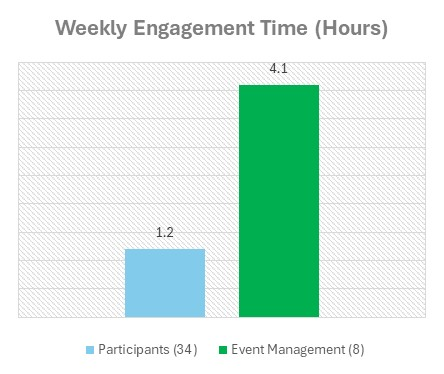 Weekly Engagement Time (Hours)
4.1
1.2
Participants (34) Event Management (8)